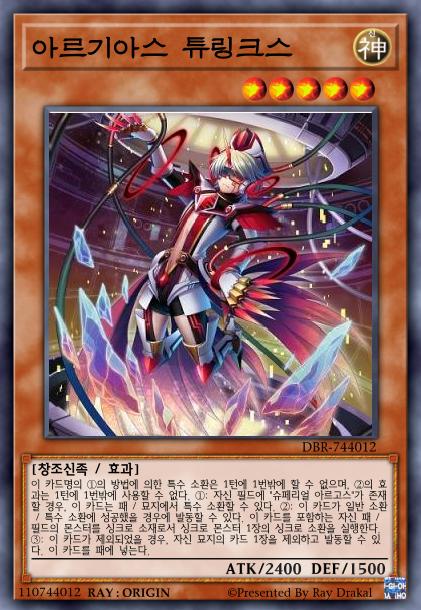 아르기아스 튜링크스
신
神
DBR-744012
[창조신족 / 효과]
이 카드명의 ①의 방법에 의한 특수 소환은 1턴에 1번밖에 할 수 없으며, ②의 효
과는 1턴에 1번밖에 사용할 수 없다. ①: 자신 필드에 '슈페리얼 아르고스'가 존재
할 경우, 이 카드는 패 / 묘지에서 특수 소환할 수 있다. ②: 이 카드가 일반 소환
/ 특수 소환에 성공했을 경우에 발동할 수 있다. 이 카드를 포함하는 자신 패 /
필드의 몬스터를 싱크로 소재로서 싱크로 몬스터 1장의 싱크로 소환을 실행한다.
③: 이 카드가 제외되었을 경우, 자신 묘지의 카드 1장을 제외하고 발동할 수 있
다. 이 카드를 패에 넣는다.
ATK/2400 DEF/1500
110744012 RAY : ORIGIN ©Presented By Ray Drakal